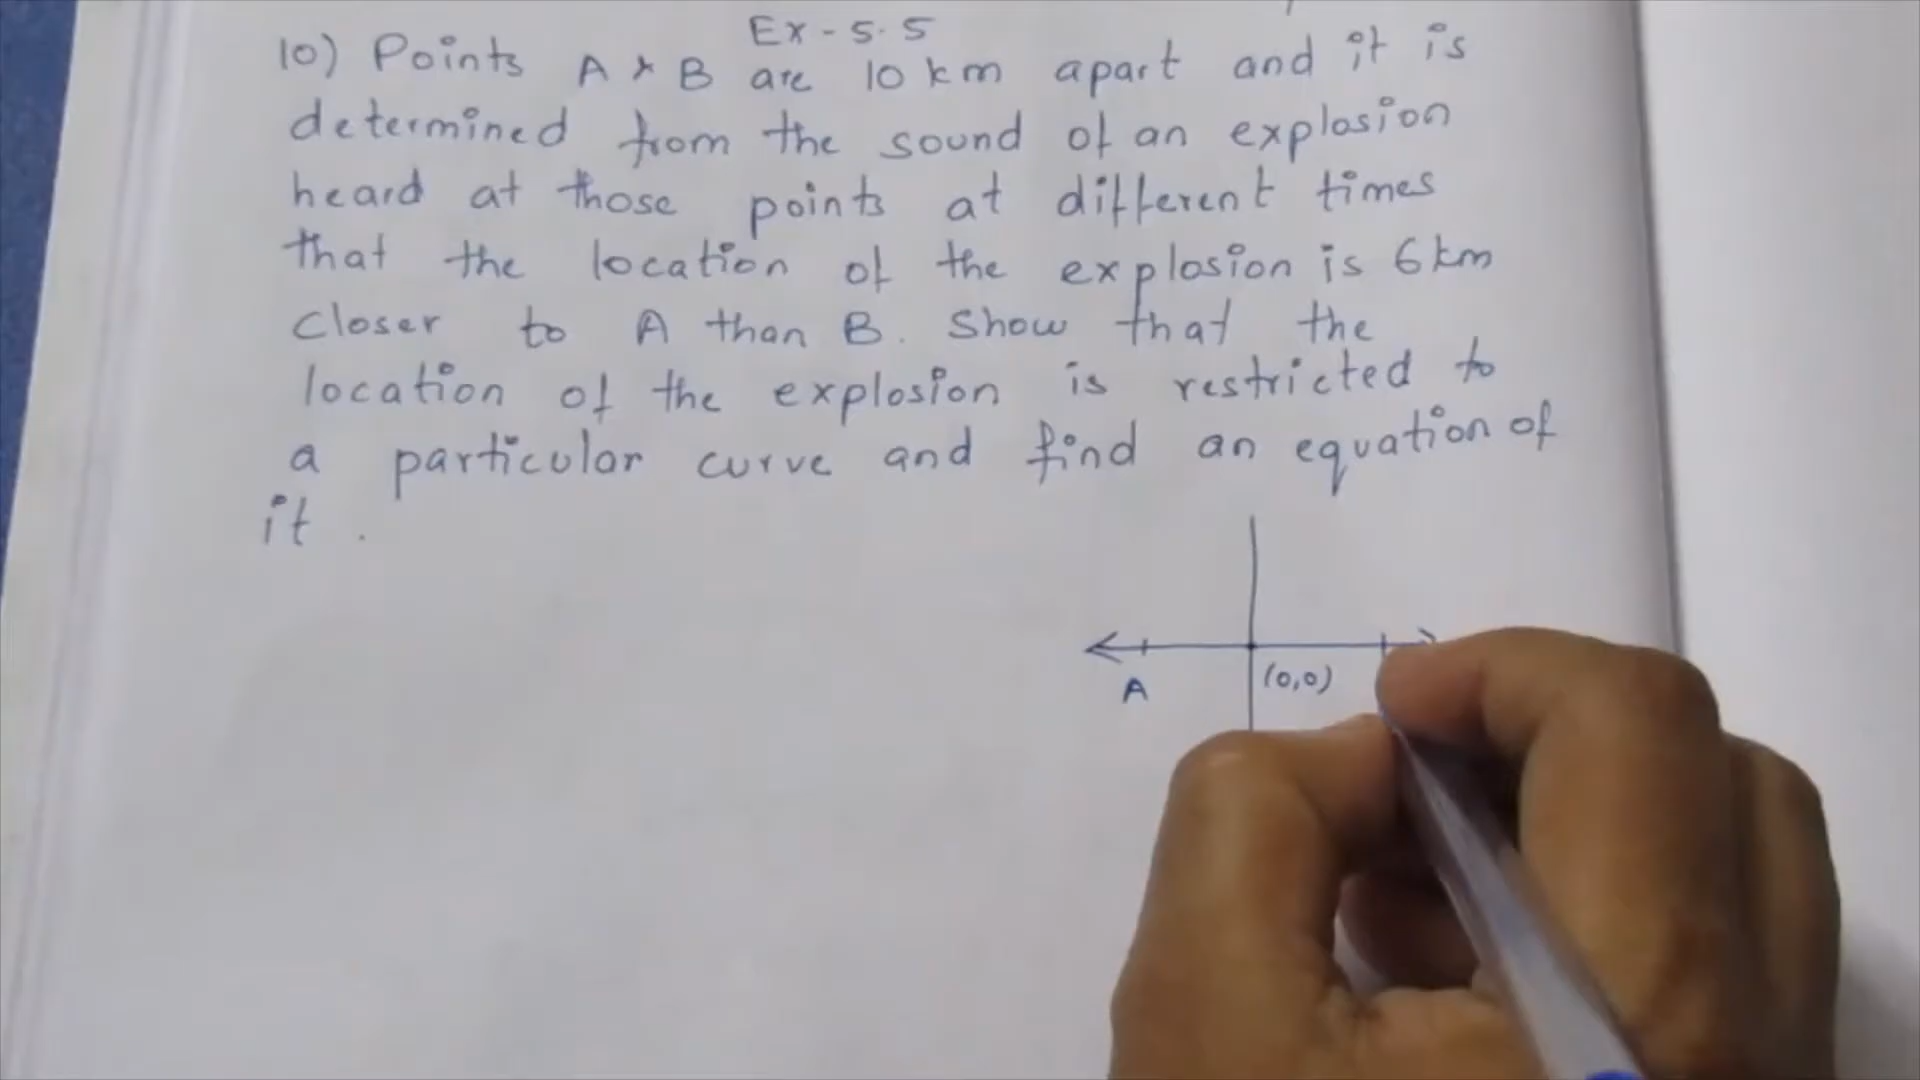 Ex - 5.5
10) Points A & B are 10 km apart and it is
determined from the sound of an explosion
heard at those points at different times
that the location of the explosion is 6 km
closer to A than B. Show that the
location of the explosion is restricted to
a particular curve and find an equation of
it.
(0,0)
A